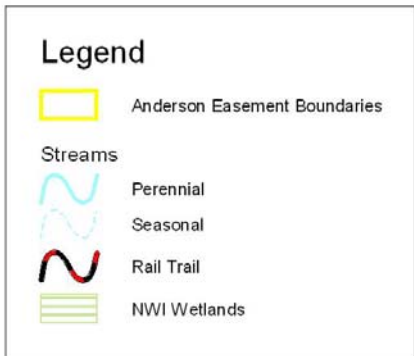 Legend
Anderson Easement Boundaries
Streams
Perennial
Seasonal
Rail Trail
NWI Wetlands